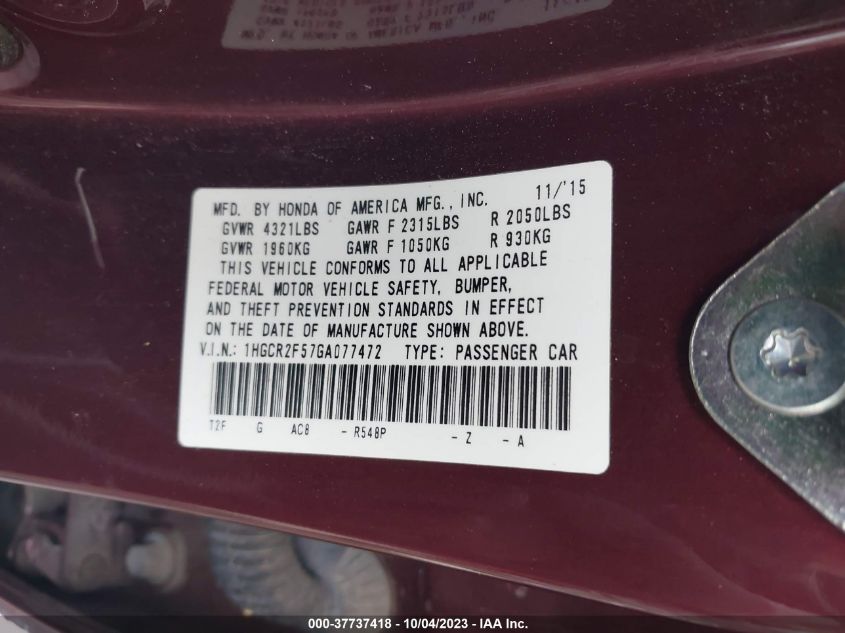 MFD. BY HONDA OF AMERICA MFG., INC. 11/'15
GVWR 4321LBS GAWR F 2315LBS R 2050LBS
GVWR 1960KG GAWR F 1050KG R 930KG
THIS VEHICLE CONFORMS TO ALL APPLICABLE
FEDERAL MOTOR VEHICLE SAFETY, BUMPER,
AND THEFT PREVENTION STANDARDS IN EFFECT
ON THE DATE OF MANUFACTURE SHOWN ABOVE.
V.I.N.: 1HGCR2F57GA077472 TYPE: PASSENGER CAR
T2F G AC8 - R548P - Z - A
000-37737418 - 10/04/2023 - IAA Inc.